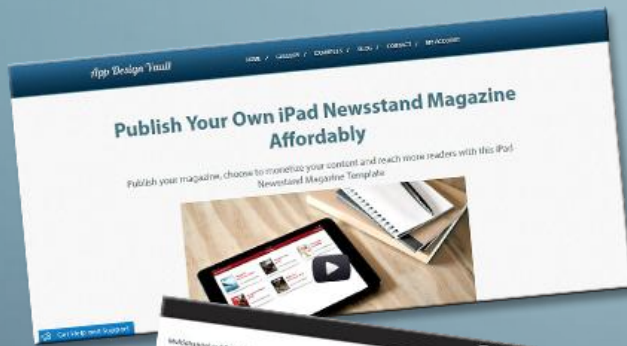 App Design Vault
HOME / GALLERY / EXAMPLES / BLOG / CONTACT / MY ACCOUNT
Publish Your Own iPad Newsstand Magazine
Affordably
Publish your magazine, choose to monetize your content and reach more readers with this iPad
Newsstand Magazine Template
Get Help and Support